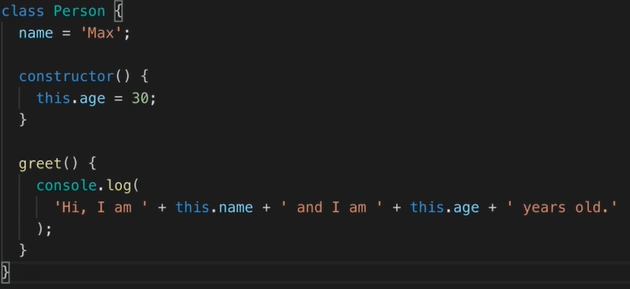 class Person {
  name = 'Max';

  constructor() {
    this.age = 30;
  }

  greet() {
    console.log(
      'Hi, I am ' + this.name + ' and I am ' + this.age + ' years old.'
    );
  }
}